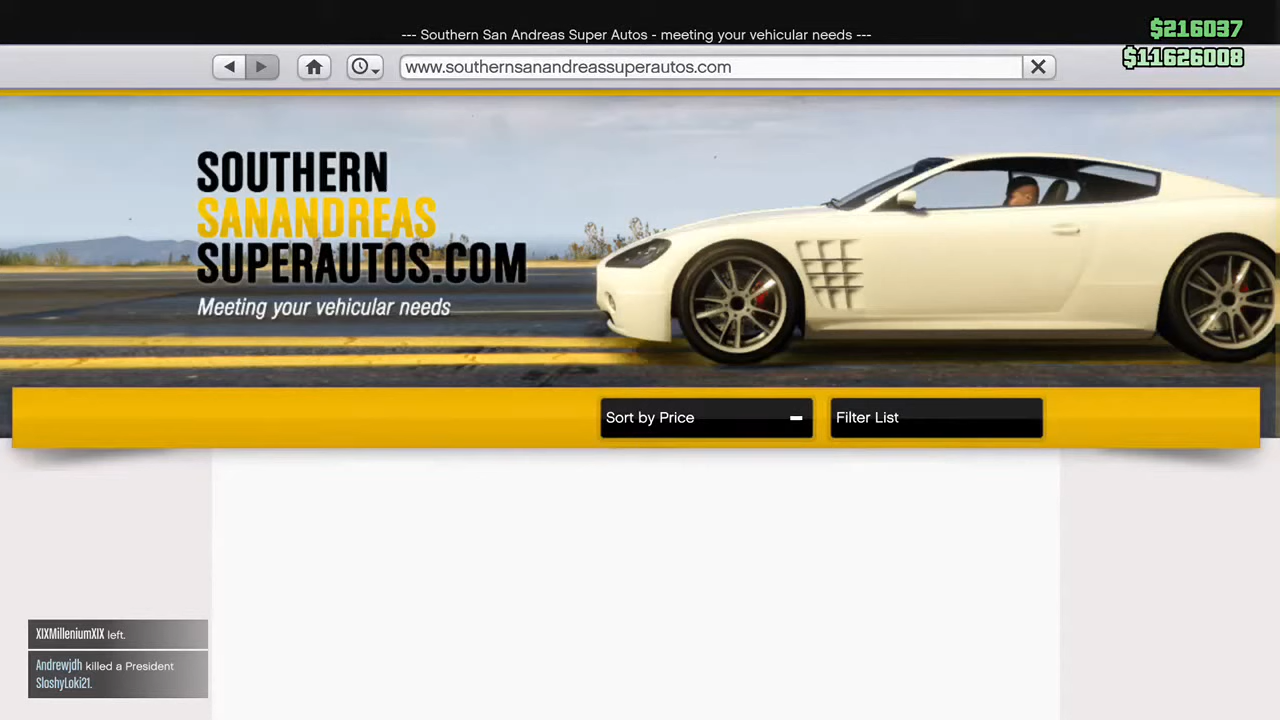 --- Southern San Andreas Super Autos - meeting your vehicular needs ---
$216037
$11626008
www.southernsanandreassuperautos.com
SOUTHERN
SANANDREAS
SUPERAUTOS.COM
Meeting your vehicular needs
Sort by Price
Filter List
XIXMilleniumXIX left.
Andrewjdh killed a President
SloshyLoki21.